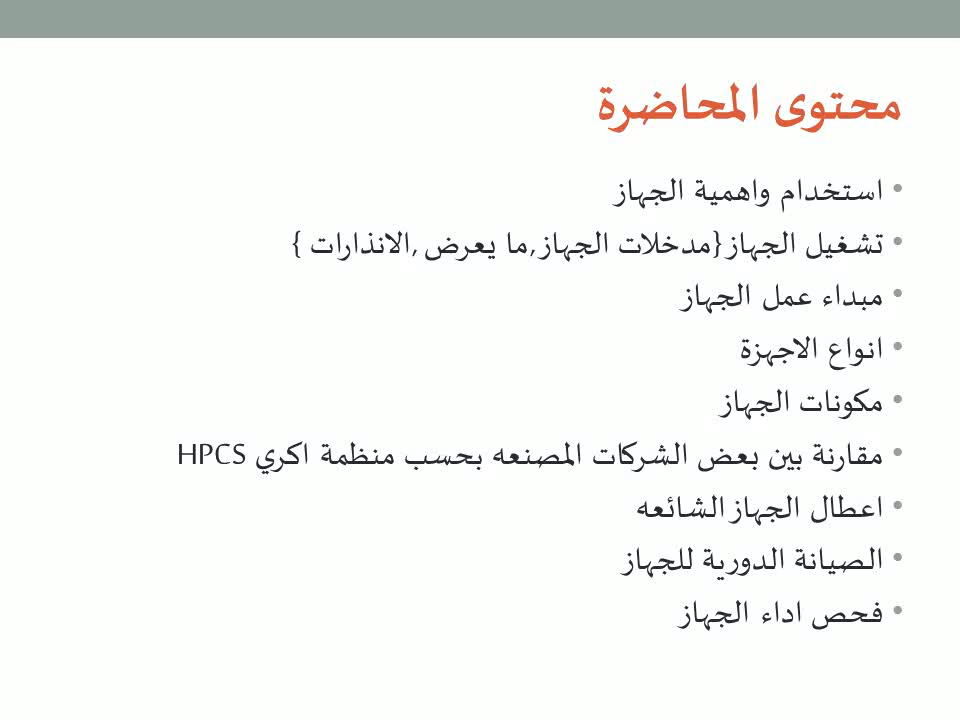 محتوى المحاضرة
• استخدام واهمية الجهاز
• تشغيل الجهاز{مدخلات الجهاز,ما يعرض,الانذارات }
• مبداء عمل الجهاز
• انواع الاجهزة
• مكونات الجهاز
• مقارنة بين بعض الشركات المصنعه بحسب منظمة اكري HPCS
• اعطال الجهاز الشائعه
• الصيانة الدورية للجهاز
• فحص اداء الجهاز